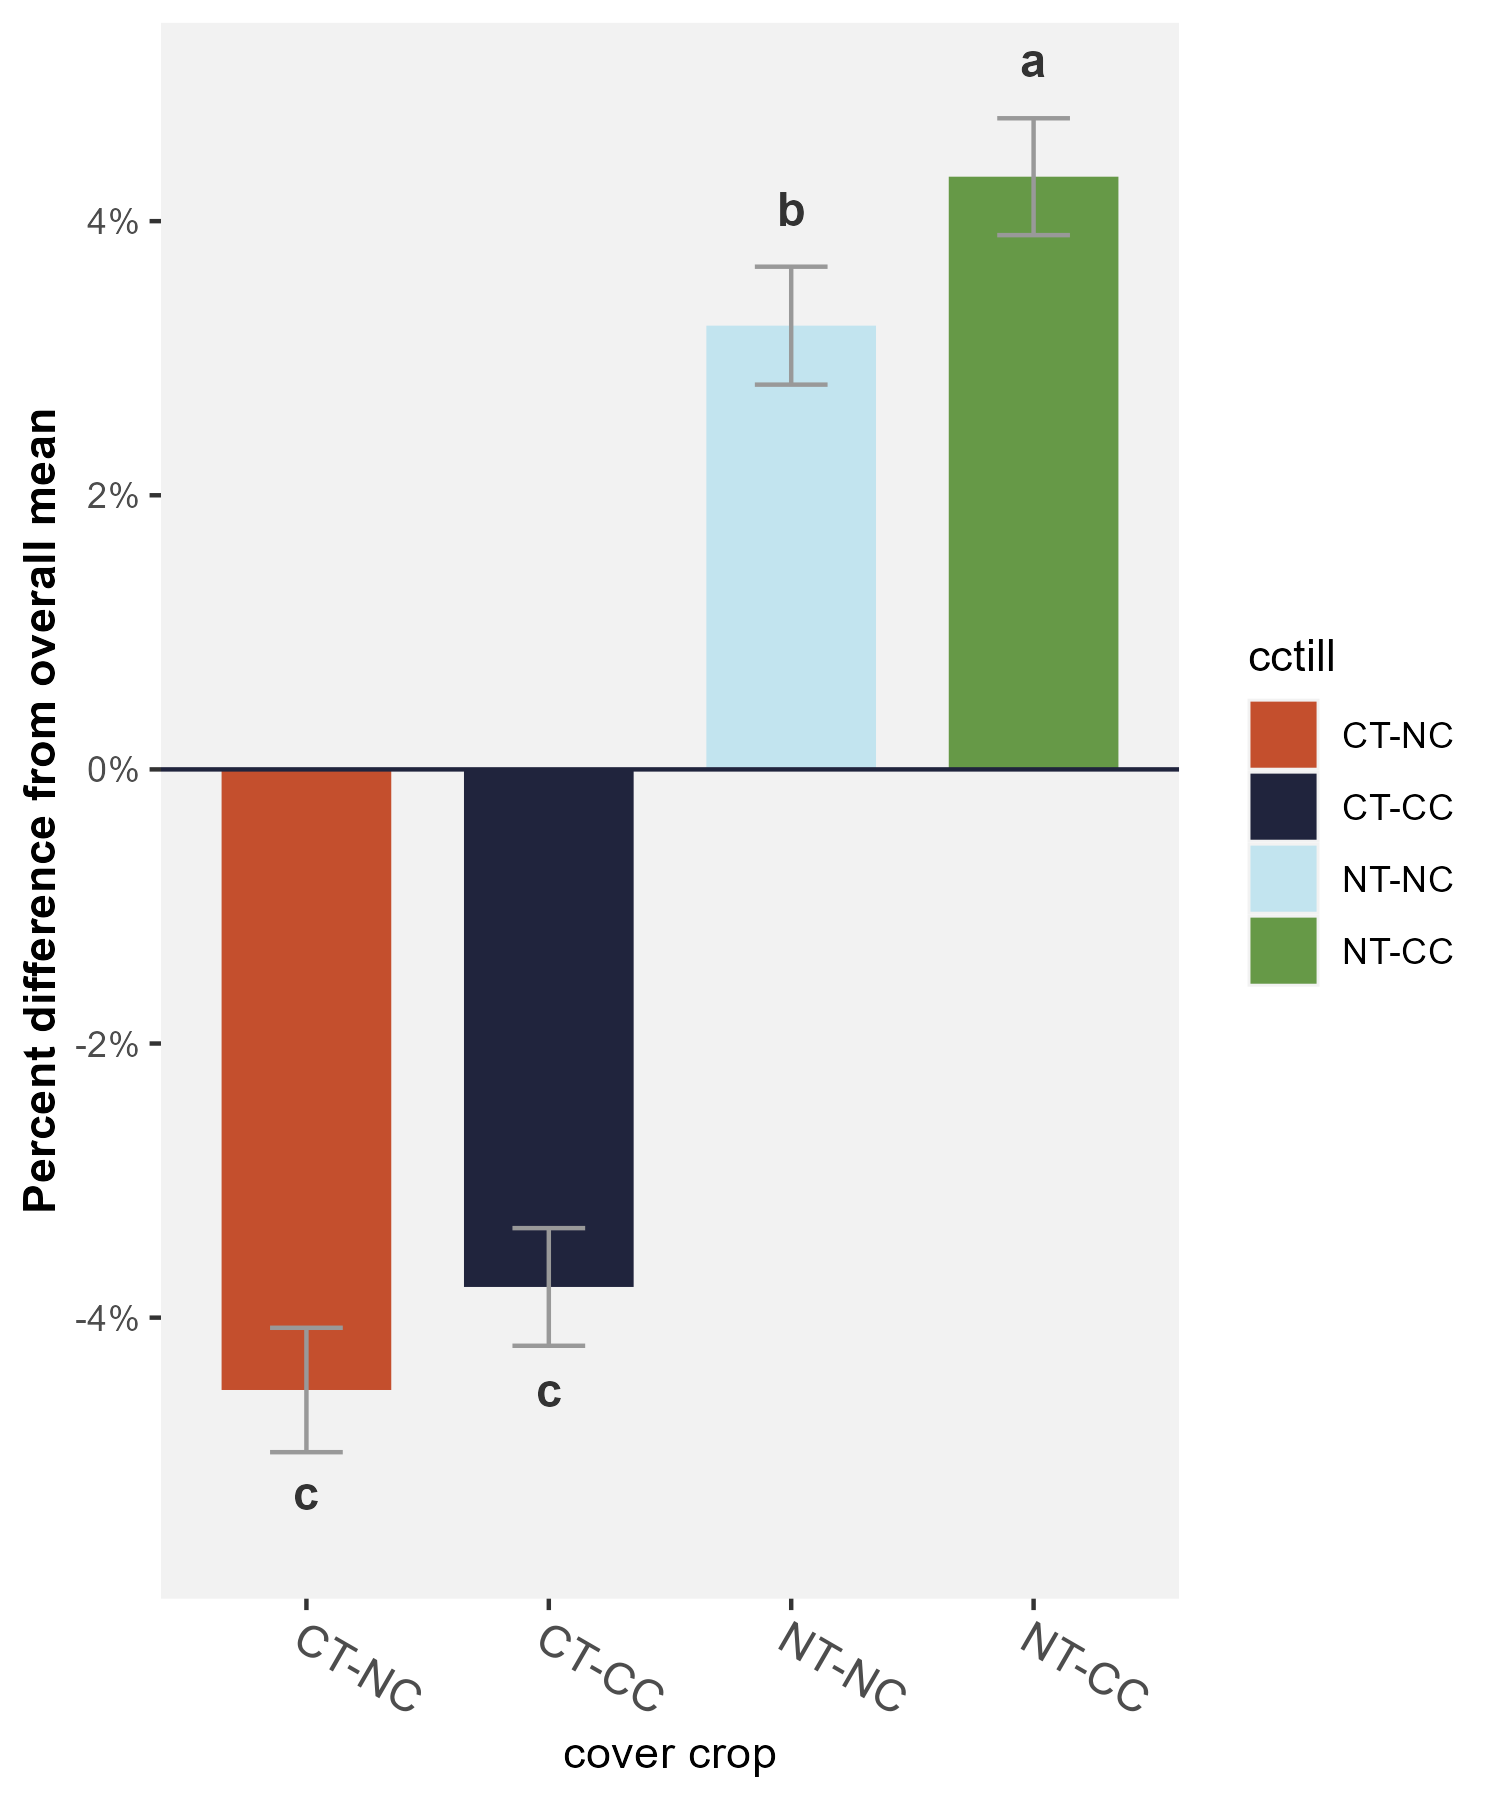 Percent difference from overall mean
4%
2%
0%
-2%
-4%
a
b
c
c
CT-NC
CT-CC
NT-NC
NT-CC
cover crop
cctill
CT-NC
CT-CC
NT-NC
NT-CC